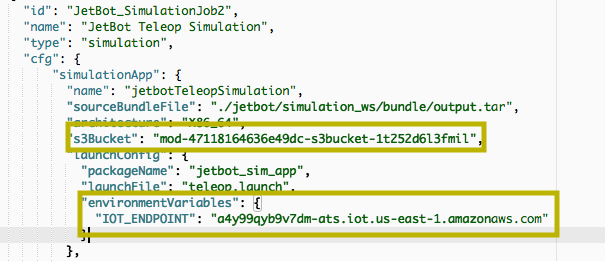 "id": "JetBot_SimulationJob2",
"name": "JetBot Teleop Simulation",
"type": "simulation",
"cfg": {
"simulationApp": {
"name": "jetbotTeleopSimulation",
"sourceBundleFile": "./jetbot/simulation_ws/bundle/output.tar",
"architecture": "X86_64",
"s3Bucket": "mod-47118164636e49dc-s3bucket-1t252d6l3fmil",
"launchConfig": {
"packageName": "jetbot_sim_app",
"launchFile": "teleop.launch",
"environmentVariables": {
"IOT_ENDPOINT": "a4y99qyb9v7dm-ats.iot.us-east-1.amazonaws.com"
}
},